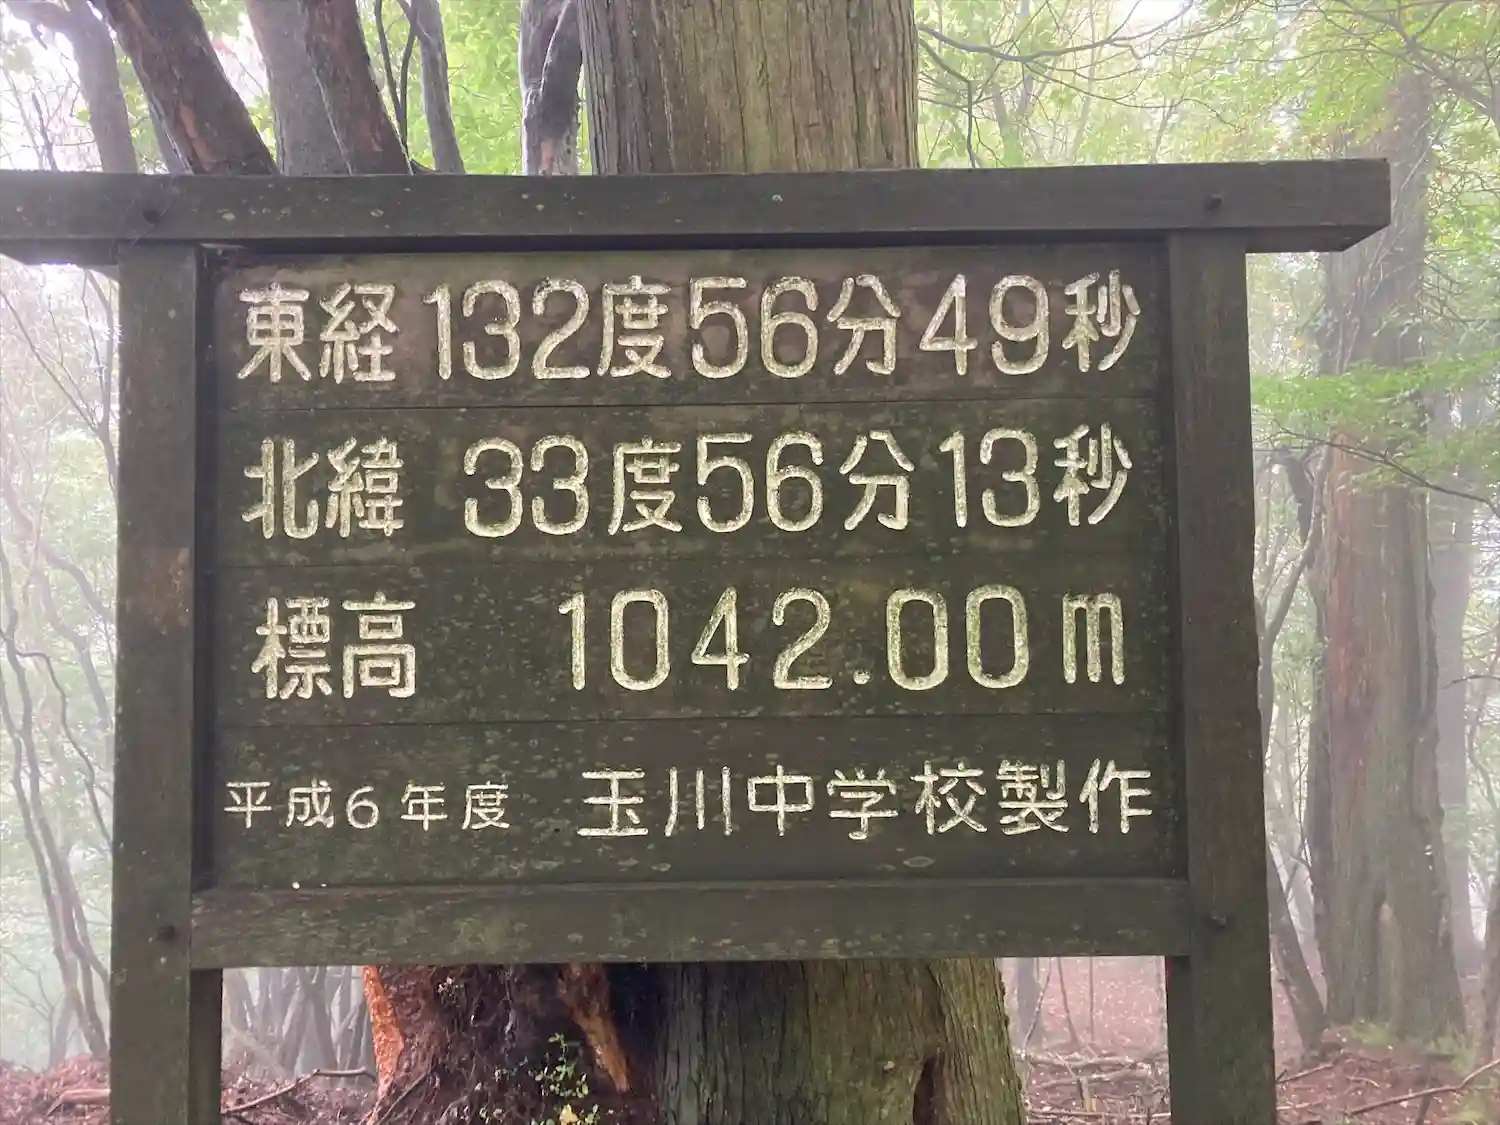 東経132度56分49秒
北緯 33度56分13秒
標高 1042.00m
平成6年度 玉川中学校製作